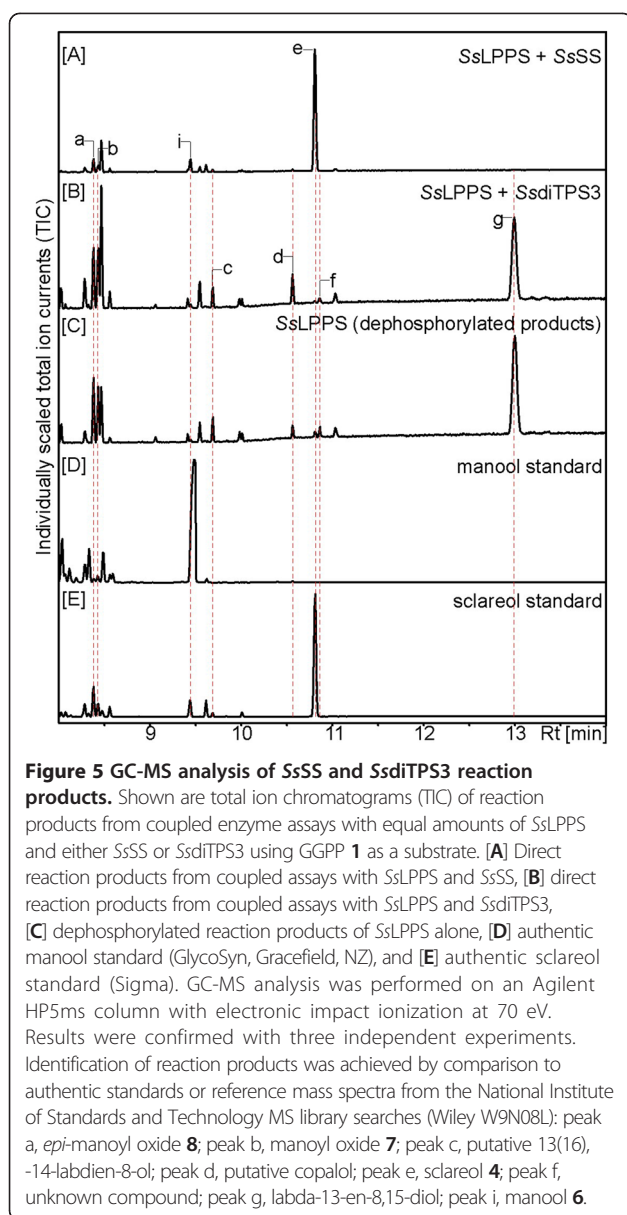 [A]
e
SsLPPS + SsSS
a
b
i
[B]
SsLPPS + SsdiTPS3
g
d
c
f
[C]
SsLPPS (dephosphorylated products)
[D]
manool standard
[E]
sclareol standard
Individually scaled total ion currents (TIC)
9 10 11 12 13 Rt [min]
Figure 5 GC-MS analysis of SsSS and SsdiTPS3 reaction
products. Shown are total ion chromatograms (TIC) of reaction
products from coupled enzyme assays with equal amounts of SsLPPS
and either SsSS or SsdiTPS3 using GGPP 1 as a substrate. [A] Direct
reaction products from coupled assays with SsLPPS and SsSS, [B] direct
reaction products from coupled assays with SsLPPS and SsdiTPS3,
[C] dephosphorylated reaction products of SsLPPS alone, [D] authentic
manool standard (GlycoSyn, Gracefield, NZ), and [E] authentic sclareol
standard (Sigma). GC-MS analysis was performed on an Agilent
HP5ms column with electronic impact ionization at 70 eV.
Results were confirmed with three independent experiments.
Identification of reaction products was achieved by comparison to
authentic standards or reference mass spectra from the National Institute
of Standards and Technology MS library searches (Wiley W9N08L): peak
a, epi-manoyl oxide 8; peak b, manoyl oxide 7; peak c, putative 13(16),
-14-labdien-8-ol; peak d, putative copalol; peak e, sclareol 4; peak f,
unknown compound; peak g, labda-13-en-8,15-diol; peak i, manool 6.